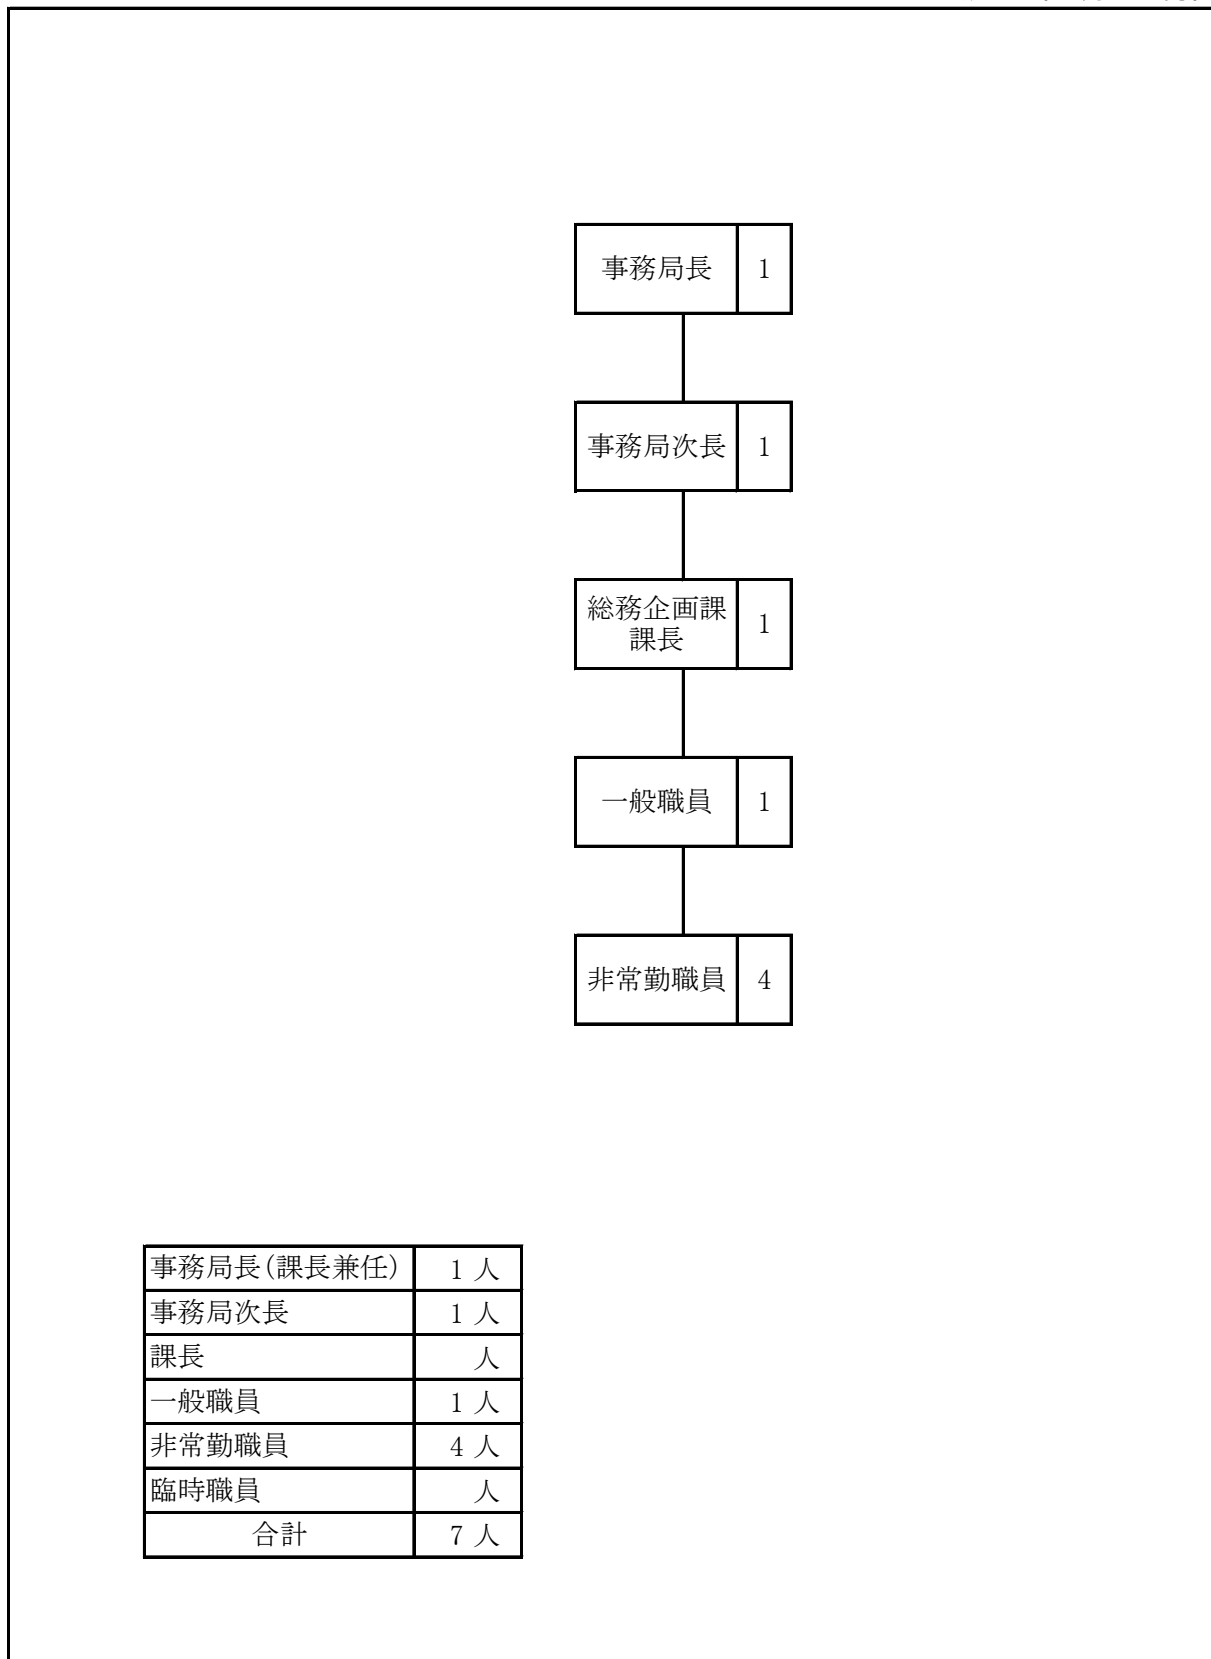 事務局長 1
事務局次長 1
総務企画課
課長 1
一般職員 1
非常勤職員 4
事務局長(課長兼任) 1 人
事務局次長 1 人
課長 人
一般職員 1 人
非常勤職員 4 人
臨時職員 人
合計 7 人